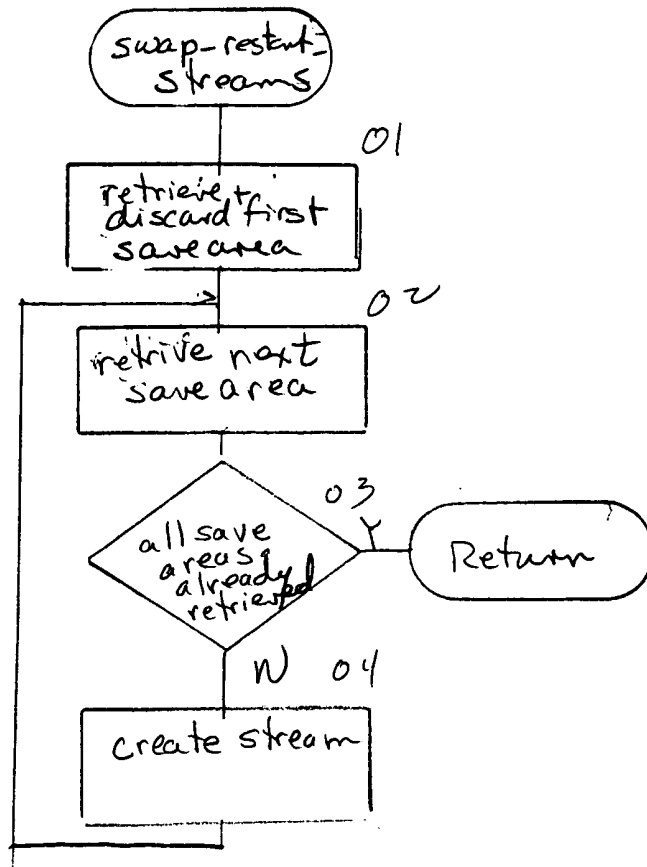 swap-restart-
streams
01
retrieve +
discard first
save area
02
retrive next
save area
03
all save
areas
already
retrieved
Y
Return
N 04
create stream